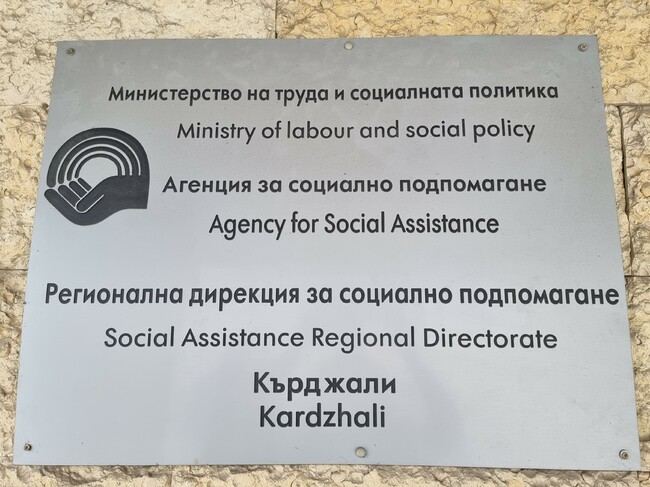 Министерство на труда и социалната политика
Ministry of labour and social policy
Агенция за социално подпомагане
Agency for Social Assistance
Регионална дирекция за социално подпомагане
Social Assistance Regional Directorate
Кърджали
Kardzhali